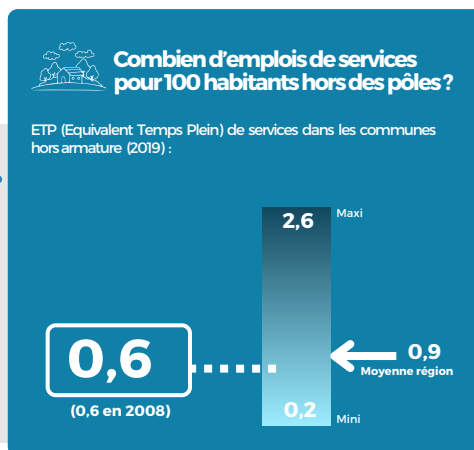 Combien d'emplois de services
pour 100 habitants hors des pôles ?
ETP (Equivalent Temps Plein) de services dans les communes
hors armature (2019) :
2,6
Maxi
0,6
0,9
Moyenne région
(0,6 en 2008)
0,2
Mini